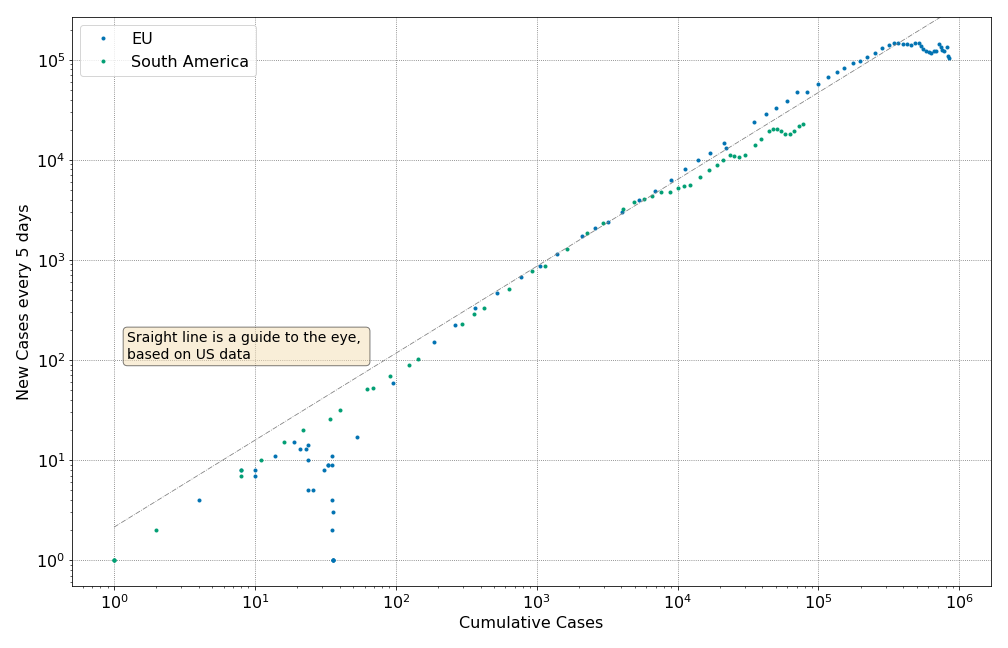 EU
South America
10⁵
10⁴
10³
10²
10¹
10⁰
New Cases every 5 days
Sraight line is a guide to the eye,
based on US data
10⁰ 10¹ 10² 10³ 10⁴ 10⁵ 10⁶
Cumulative Cases